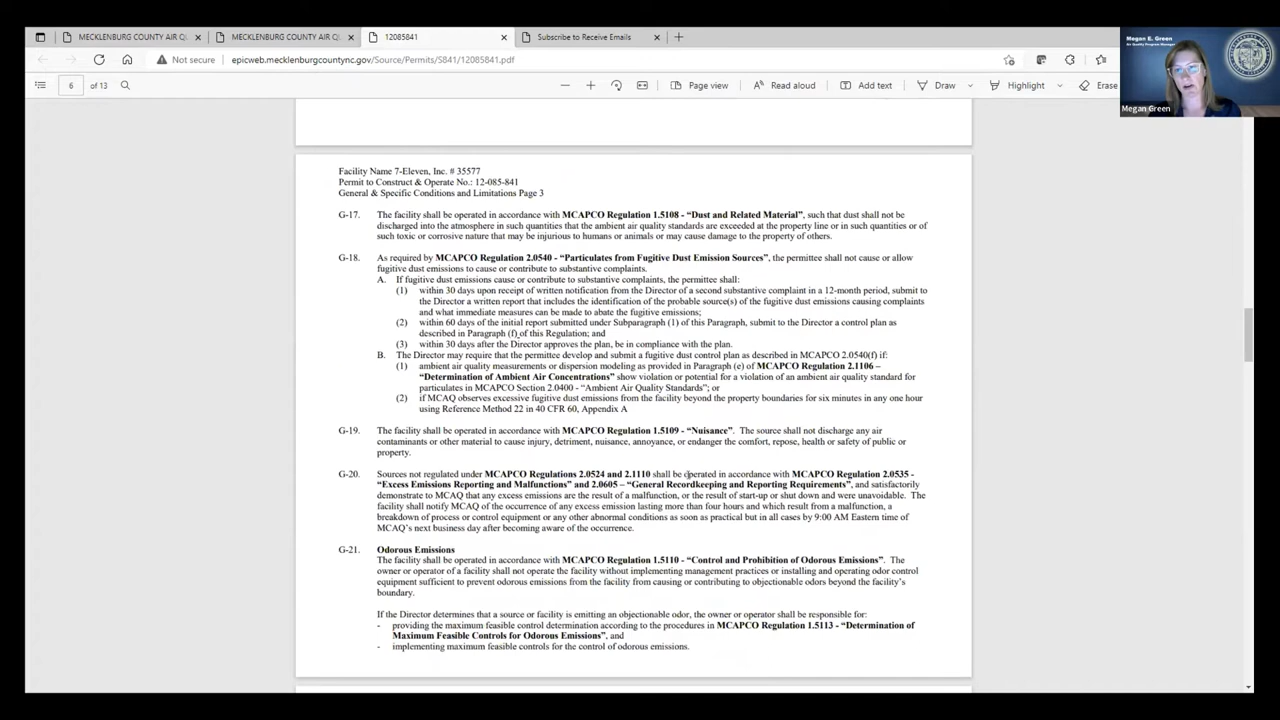 MECKLENBURG COUNTY AIR Q
MECKLENBURG COUNTY AIR Q
12085841
Subscribe to Receive Emails
Not secure
epicweb.mecklenburgcountync.gov/Source/Permits/S841/12085841.pdf
6 of 13
Page view
Read aloud
Add text
Draw
Highlight
Erase
Megan E. Green
Air Quality Program Manager
Megan Green
Facility Name 7-Eleven, Inc. # 35577
Permit to Construct & Operate No.: 12-085-841
General & Specific Conditions and Limitations Page 3
G-17. The facility shall be operated in accordance with MCAPCO Regulation 1.5108 - “Dust and Related Material”, such that dust shall not be
discharged into the atmosphere in such quantities that the ambient air quality standards are exceeded at the property line or in such quantities or of
such toxic or corrosive nature that may be injurious to humans or animals or may cause damage to the property of others.
G-18. As required by MCAPCO Regulation 2.0540 - “Particulates from Fugitive Dust Emission Sources”, the permittee shall not cause or allow
fugitive dust emissions to cause or contribute to substantive complaints.
A. If fugitive dust emissions cause or contribute to substantive complaints, the permittee shall:
(1) within 30 days upon receipt of written notification from the Director of a second substantive complaint in a 12-month period, submit to
the Director a written report that includes the identification of the probable source(s) of the fugitive dust emissions causing complaints
and what immediate measures can be made to abate the fugitive emissions;
(2) within 60 days of the initial report submitted under Subparagraph (1) of this Paragraph, submit to the Director a control plan as
described in Paragraph (f) of this Regulation; and
(3) within 30 days after the Director approves the plan, be in compliance with the plan.
B. The Director may require that the permittee develop and submit a fugitive dust control plan as described in MCAPCO 2.0540(f) if:
(1) ambient air quality measurements or dispersion modeling as provided in Paragraph (e) of MCAPCO Regulation 2.1106 –
“Determination of Ambient Air Concentrations” show violation or potential for a violation of an ambient air quality standard for
particulates in MCAPCO Section 2.0400 - “Ambient Air Quality Standards”; or
(2) if MCAQ observes excessive fugitive dust emissions from the facility beyond the property boundaries for six minutes in any one hour
using Reference Method 22 in 40 CFR 60, Appendix A
G-19. The facility shall be operated in accordance with MCAPCO Regulation 1.5109 - “Nuisance”. The source shall not discharge any air
contaminants or other material to cause injury, detriment, nuisance, annoyance, or endanger the comfort, repose, health or safety of public or
property.
G-20. Sources not regulated under MCAPCO Regulations 2.0524 and 2.1110 shall be operated in accordance with MCAPCO Regulation 2.0535 -
“Excess Emissions Reporting and Malfunctions” and 2.0605 – “General Recordkeeping and Reporting Requirements”, and satisfactorily
demonstrate to MCAQ that any excess emissions are the result of a malfunction, or the result of start-up or shut down and were unavoidable. The
facility shall notify MCAQ of the occurrence of any excess emission lasting more than four hours and which result from a malfunction, a
breakdown of process or control equipment or any other abnormal conditions as soon as practical but in all cases by 9:00 AM Eastern time of
MCAQ’s next business day after becoming aware of the occurrence.
G-21. Odorous Emissions
The facility shall be operated in accordance with MCAPCO Regulation 1.5110 - “Control and Prohibition of Odorous Emissions”. The
owner or operator of a facility shall not operate the facility without implementing management practices or installing and operating odor control
equipment sufficient to prevent odorous emissions from the facility from causing or contributing to objectionable odors beyond the facility’s
boundary.
If the Director determines that a source or facility is emitting an objectionable odor, the owner or operator shall be responsible for:
- providing the maximum feasible control determination according to the procedures in MCAPCO Regulation 1.5113 - “Determination of
Maximum Feasible Controls for Odorous Emissions”, and
- implementing maximum feasible controls for the control of odorous emissions.